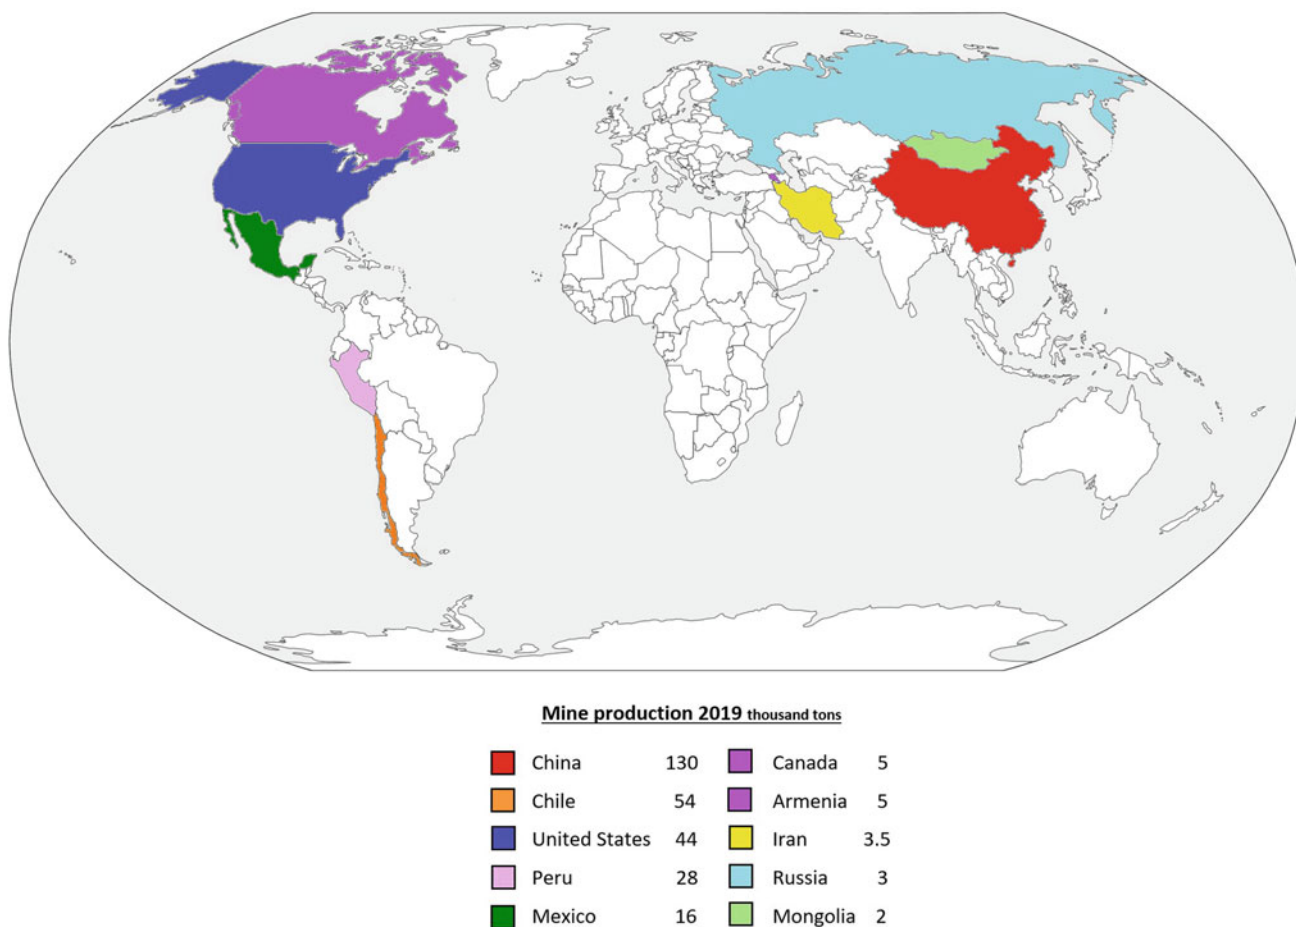 Mine production 2019 thousand tons
China 130
Chile 54
United States 44
Peru 28
Mexico 16
Canada 5
Armenia 5
Iran 3.5
Russia 3
Mongolia 2